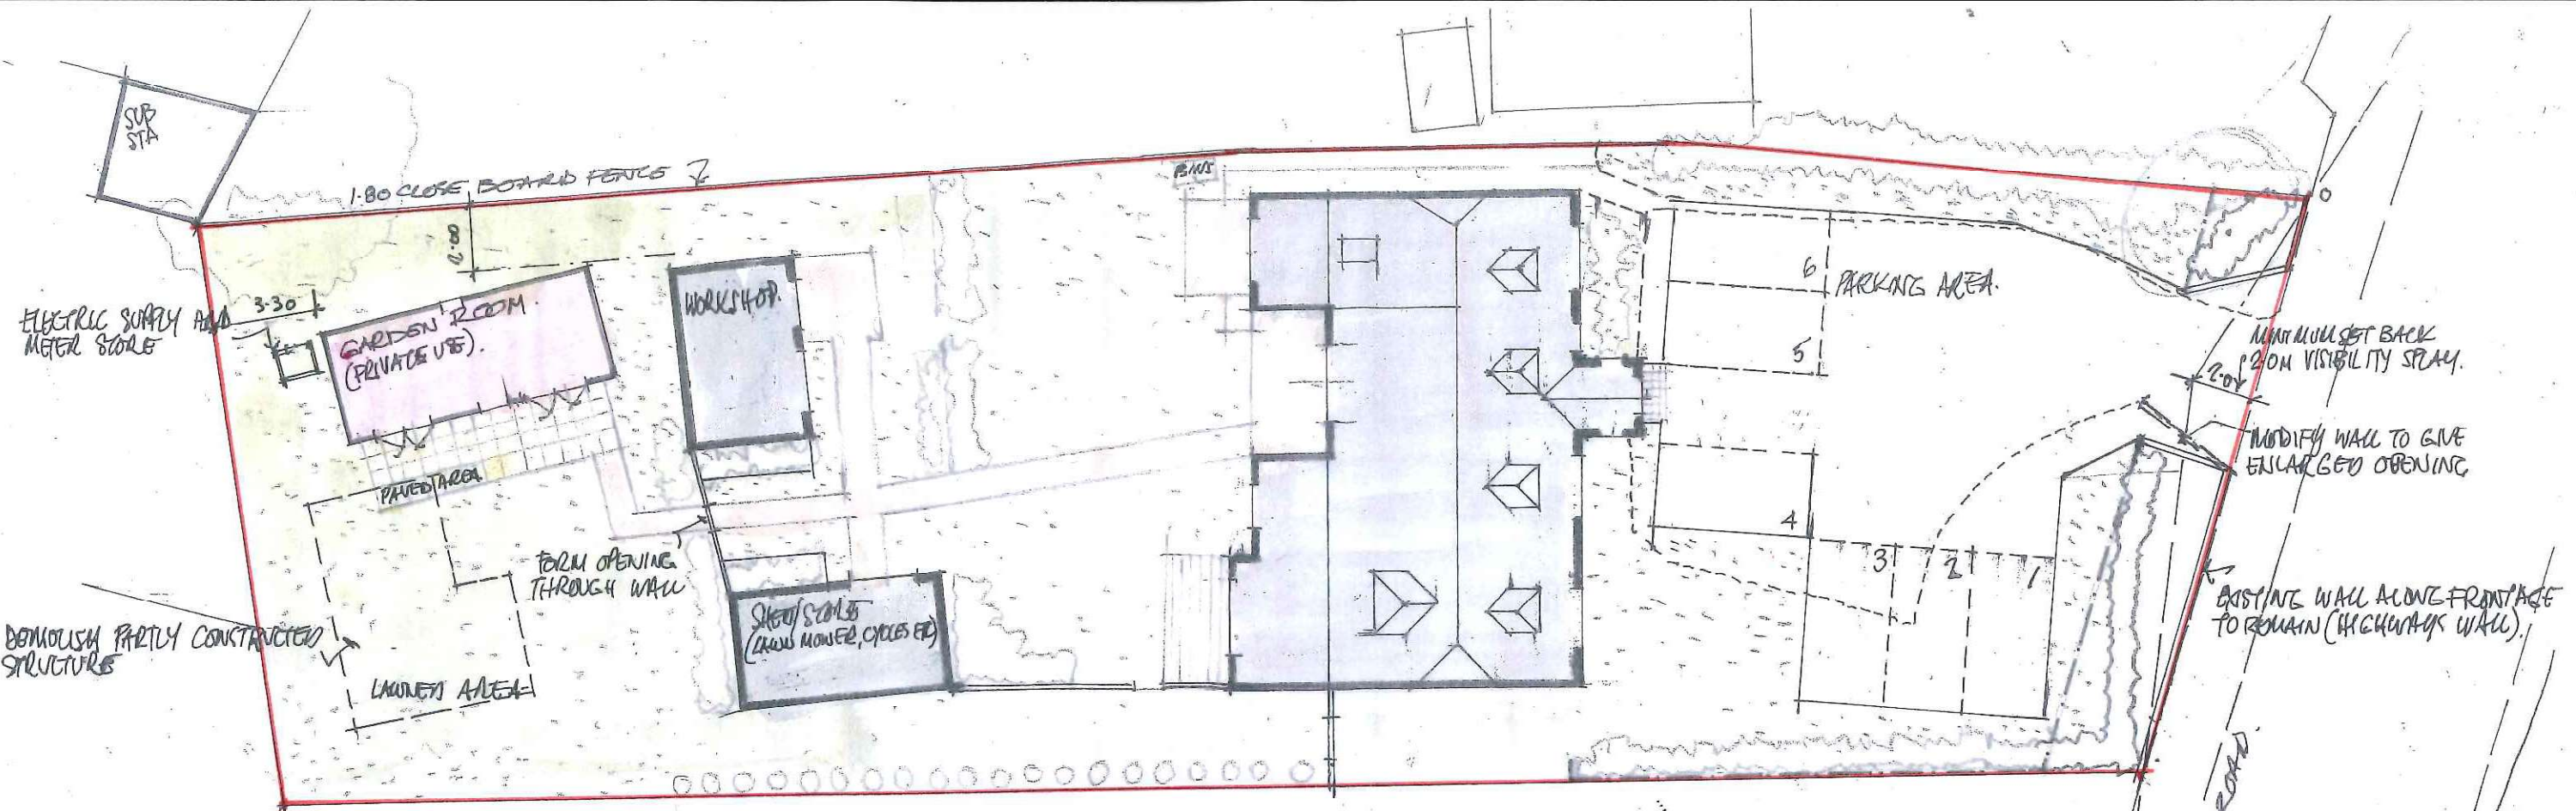 SUB
STA
1.80 CLOSE BOARD FENCE
2.8
BINS
ELECTRIC SUPPLY AND
METER STORE
3.30
GARDEN ROOM.
(PRIVATE USE).
WORKSHOP.
PAVED AREA
FORM OPENING
THROUGH WALL
DEMOLISH PARTLY CONSTRUCTED
STRUCTURE
LAWNED AREA
SHED/STORE
(LAWN MOWER, CYCLES ETC)
6
PARKING AREA.
5
4
3
2
1
MINIMUM SET BACK
2.0M VISIBILITY SPLAY.
2.0M
MODIFY WALL TO GIVE
ENLARGED OPENING
EXISTING WALL ALONG FRONTAGE
TO REMAIN (HIGHWAYS WALL).
ROAD.